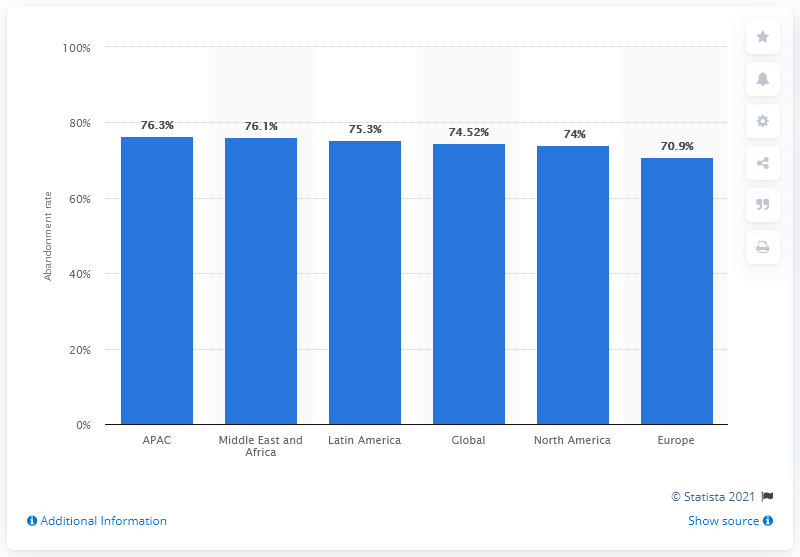 100%
80%
60%
40%
20%
0%
Abandonment rate
76.3%
76.1%
75.3%
74.52%
74%
70.9%
APAC
Middle East and
Africa
Latin America
Global
North America
Europe
© Statista 2021
Additional Information
Show source